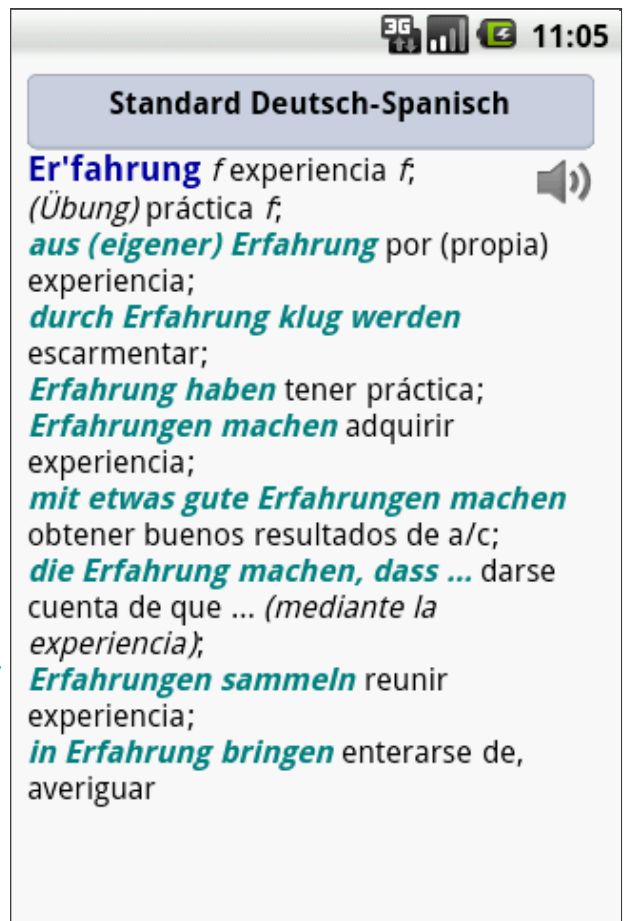 3G 11:05
Standard Deutsch-Spanisch
Er'fahrung f experiencia f;
(Übung) práctica f;
aus (eigener) Erfahrung por (propia)
experiencia;
durch Erfahrung klug werden
escarmentar;
Erfahrung haben tener práctica;
Erfahrungen machen adquirir
experiencia;
mit etwas gute Erfahrungen machen
obtener buenos resultados de a/c;
die Erfahrung machen, dass ... darse
cuenta de que ... (mediante la
experiencia);
Erfahrungen sammeln reunir
experiencia;
in Erfahrung bringen enterarse de,
averiguar